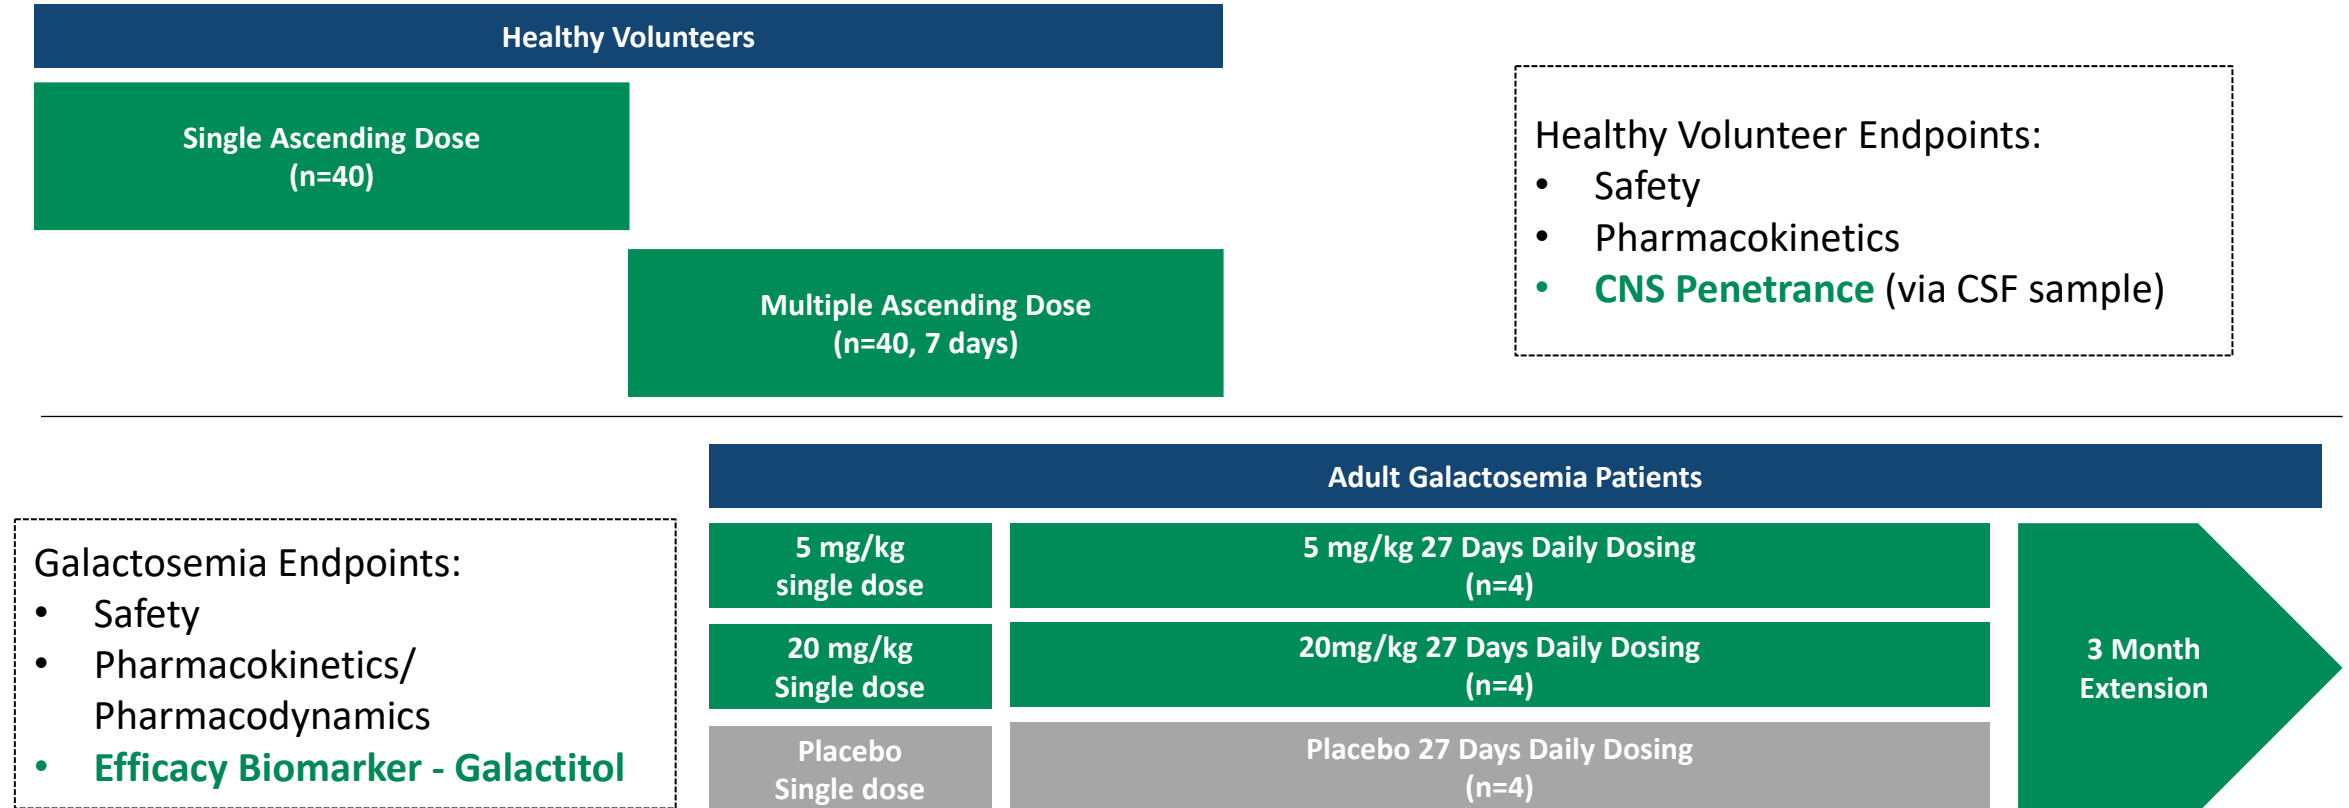 Healthy Volunteers
Single Ascending Dose
(n=40)
Multiple Ascending Dose
(n=40, 7 days)
Healthy Volunteer Endpoints:
• Safety
• Pharmacokinetics
• CNS Penetrance (via CSF sample)
Adult Galactosemia Patients
Galactosemia Endpoints:
• Safety
• Pharmacokinetics/
Pharmacodynamics
• Efficacy Biomarker - Galactitol
5 mg/kg
single dose
5 mg/kg 27 Days Daily Dosing
(n=4)
20 mg/kg
Single dose
20mg/kg 27 Days Daily Dosing
(n=4)
Placebo
Single dose
Placebo 27 Days Daily Dosing
(n=4)
3 Month
Extension